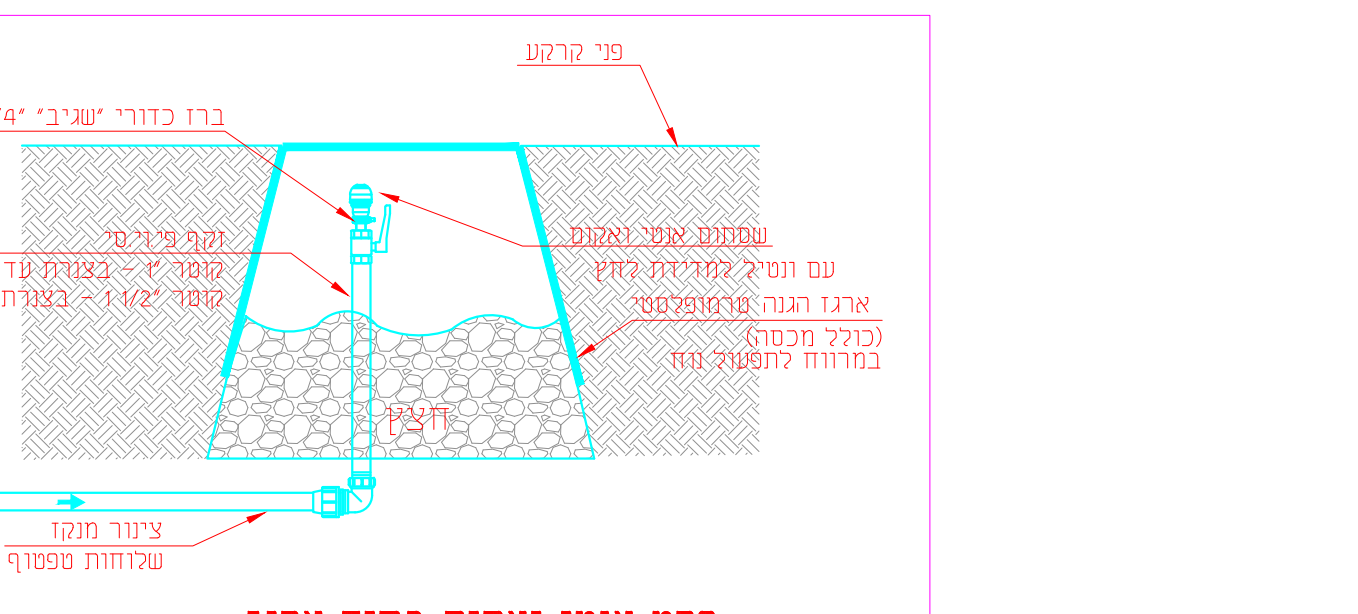 פני קרקע
ברז כדורי "שגיב"
זקף פי.וי.סי
קוטר 1" - בצנרת עד
קוטר 1 1/2" - בצנרת
שסתום אנטי ואקום
עם ונטיל למדידת לחץ
ארגז הגנה טרמופלסטי
(כולל מכסה)
במרווח לתפעול נוח
חצץ
צינור מנקז
שלוחות טפטוף